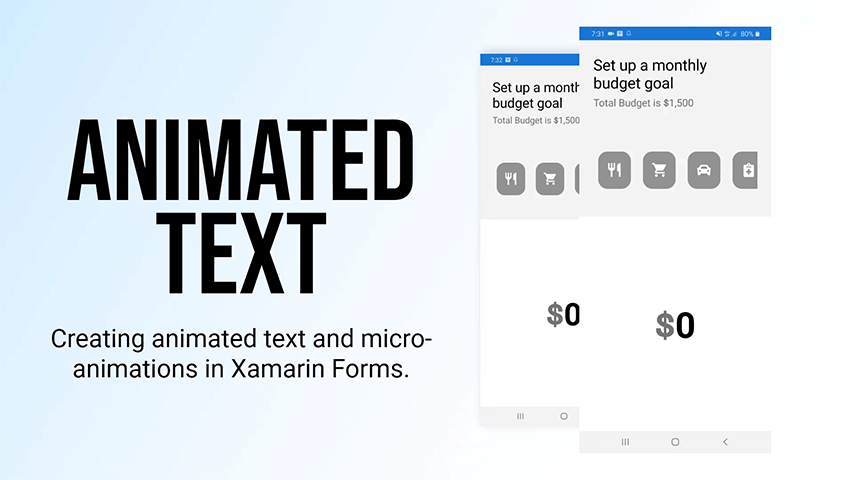 ANIMATED
TEXT
Creating animated text and micro-
animations in Xamarin Forms.
7:32
Set up a month
budget goal
Total Budget is $1,500
$0
7:31
80%
Set up a monthly
budget goal
Total Budget is $1,500
$0